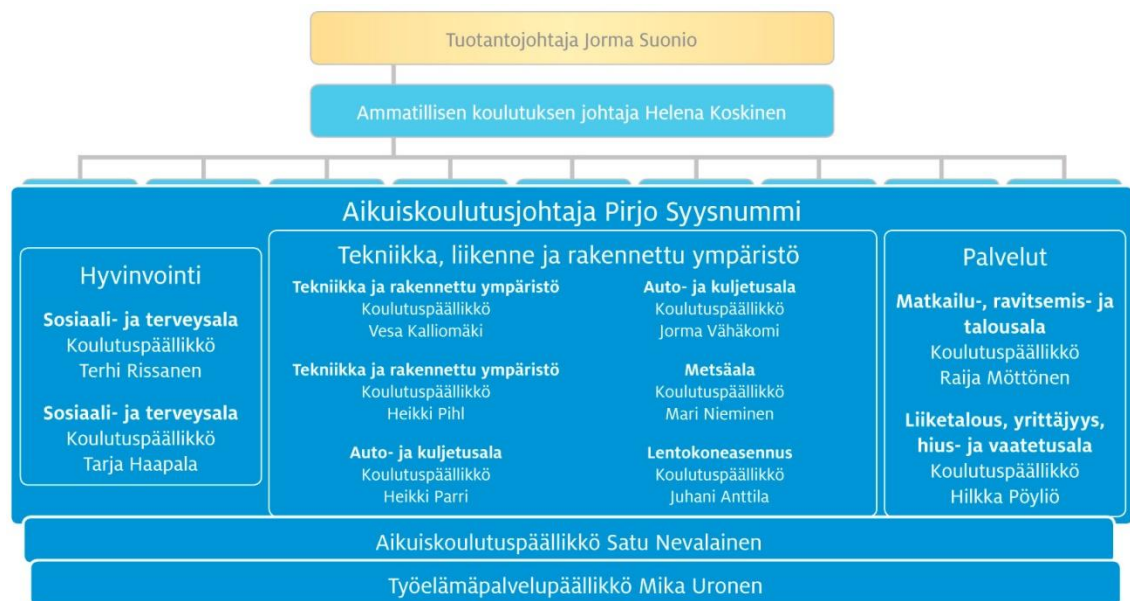 Tuotantojohtaja Jorma Suonio
Ammatillisen koulutuksen johtaja Helena Koskinen
Aikuiskoulutusjohtaja Pirjo Syysnummi
Hyvinvointi
Sosiaali- ja terveysala
Koulutuspäällikkö
Terhi Rissanen
Sosiaali- ja terveysala
Koulutuspäällikkö
Tarja Haapala
Tekniikka, liikenne ja rakennettu ympäristö
Tekniikka ja rakennettu ympäristö
Koulutuspäällikkö
Vesa Kalliomäki
Tekniikka ja rakennettu ympäristö
Koulutuspäällikkö
Heikki Pihl
Auto- ja kuljetusala
Koulutuspäällikkö
Heikki Parri
Auto- ja kuljetusala
Koulutuspäällikkö
Jorma Vähäkomi
Metsäala
Koulutuspäällikkö
Mari Nieminen
Lentokoneasennus
Koulutuspäällikkö
Juhani Anttila
Palvelut
Matkailu-, ravitsemis- ja
talousala
Koulutuspäällikkö
Raija Möttönen
Liiketalous, yrittäjyys,
hius- ja vaatetusala
Koulutuspäällikkö
Hilkka Pöyliö
Aikuiskoulutuspäällikkö Satu Nevalainen
Työelämäpalvelupäällikkö Mika Uronen